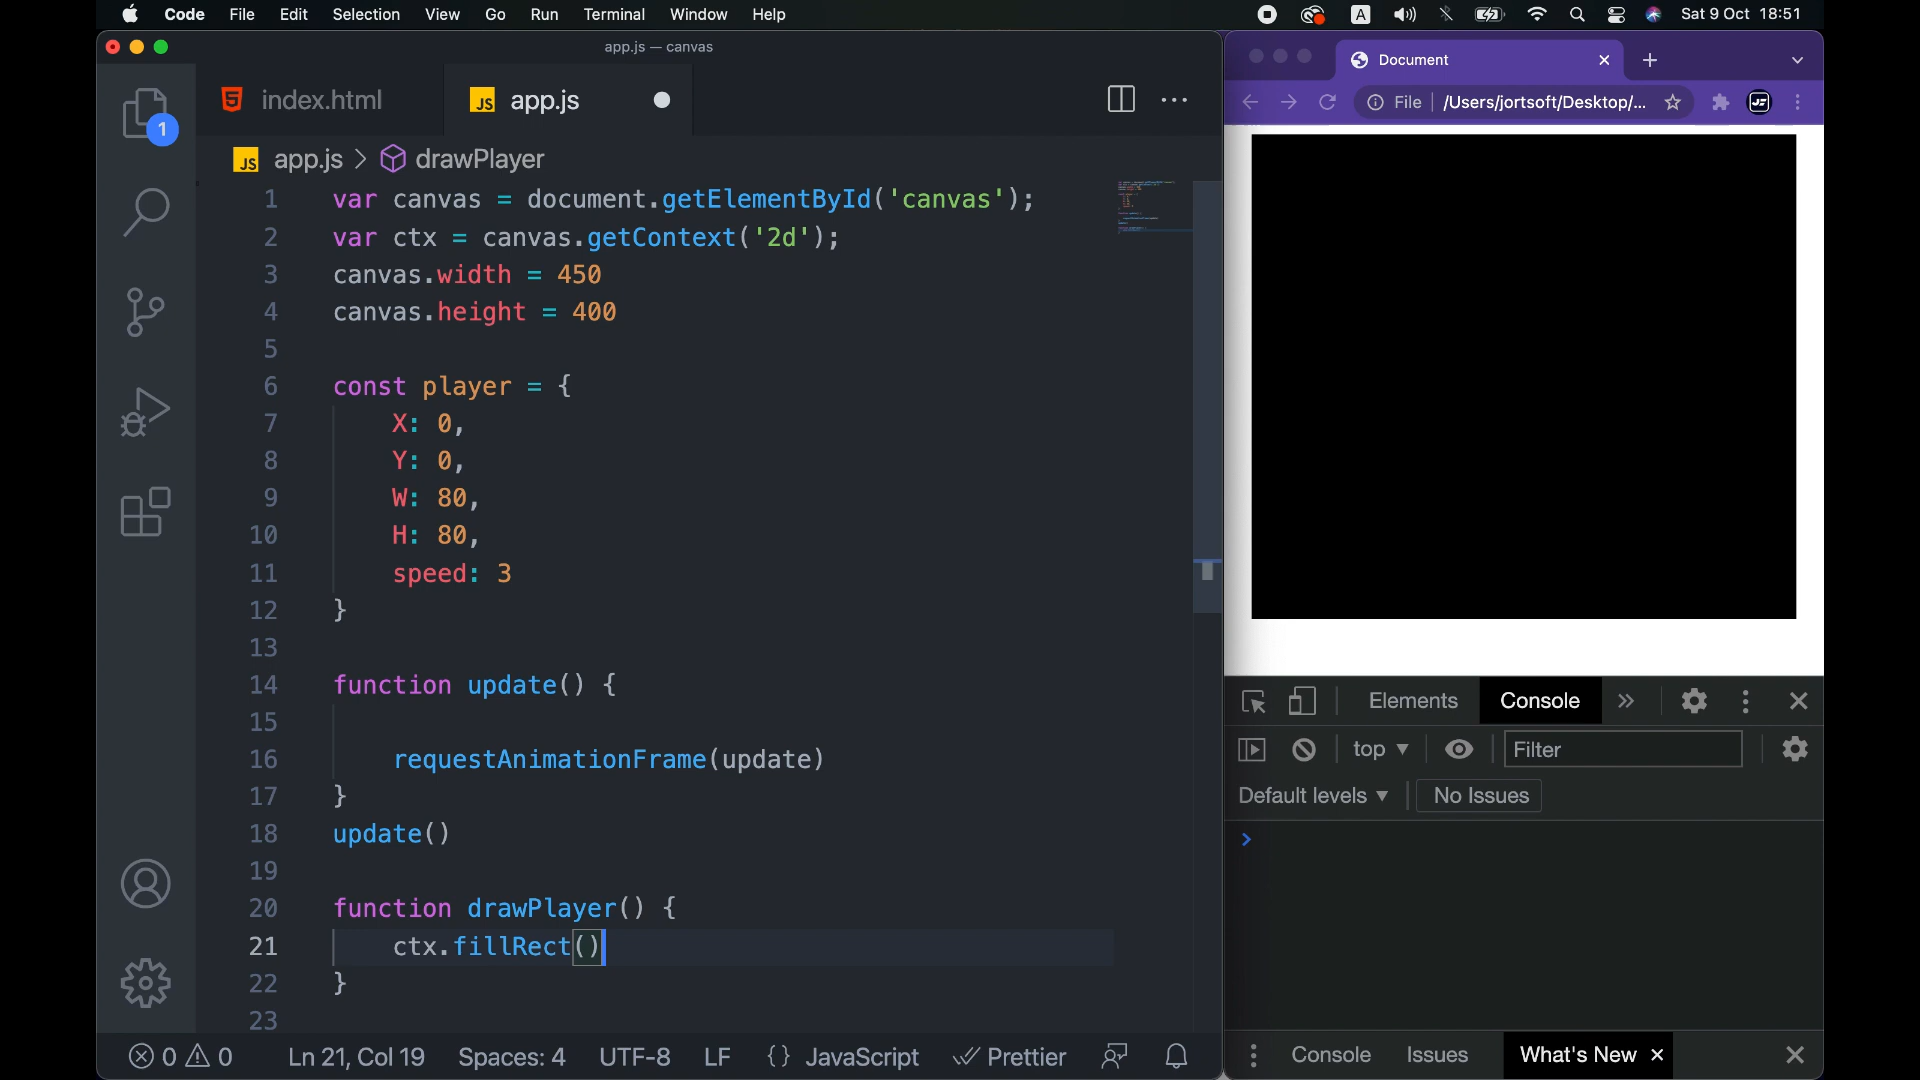 Code File Edit Selection View Go Run Terminal Window Help A Sat 9 Oct 18:51
app.js — canvas
index.html
JS app.js
JS app.js > drawPlayer
1
1 var canvas = document.getElementById('canvas');
2 var ctx = canvas.getContext('2d');
3 canvas.width = 450
4 canvas.height = 400
5
6 const player = {
7 X: 0,
8 Y: 0,
9 W: 80,
10 H: 80,
11 speed: 3
12 }
13
14 function update() {
15
16 requestAnimationFrame(update)
17 }
18 update()
19
20 function drawPlayer() {
21 ctx.fillRect()
22 }
23
0 0 Ln 21, Col 19 Spaces: 4 UTF-8 LF {} JavaScript Prettier
Document
File /Users/jortsoft/Desktop/...
Elements Console
top Filter
Default levels No Issues
Console Issues What's New